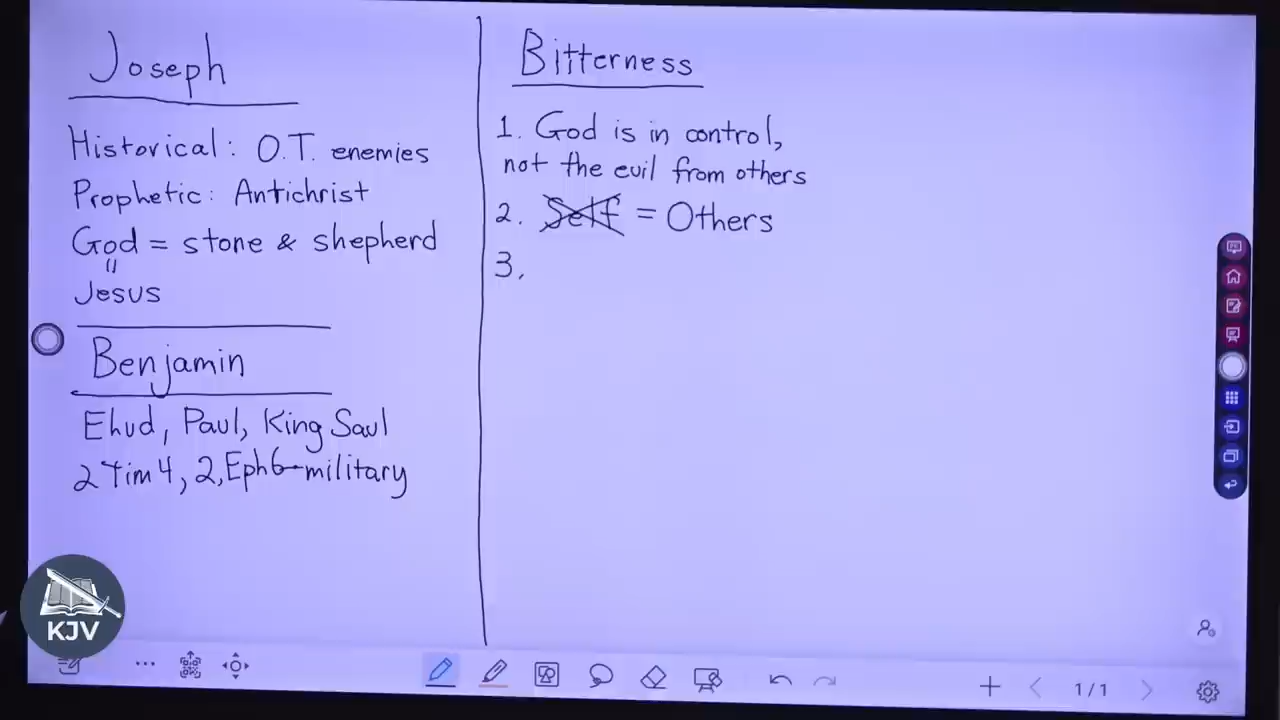 Joseph
Historical: O.T. enemies
Prophetic: Antichrist
God = stone & shepherd
"
Jesus
Benjamin
Ehud, Paul, King Saul
2 Tim 4, 2, Eph 6-military
Bitterness
1. God is in control,
not the evil from others
2. Self = Others
3.
KJV
1/1